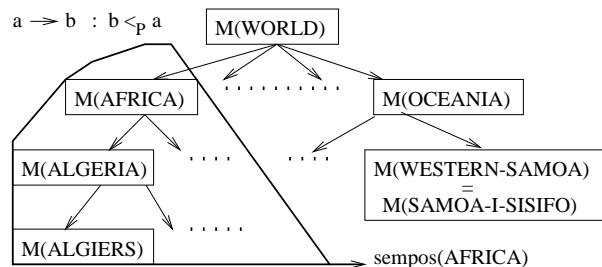 a → b : b <P a
M(WORLD)
M(AFRICA)
M(OCEANIA)
M(ALGERIA)
M(WESTERN-SAMOA)
=
M(SAMOA-I-SISIFO)
M(ALGIERS)
sempos(AFRICA)